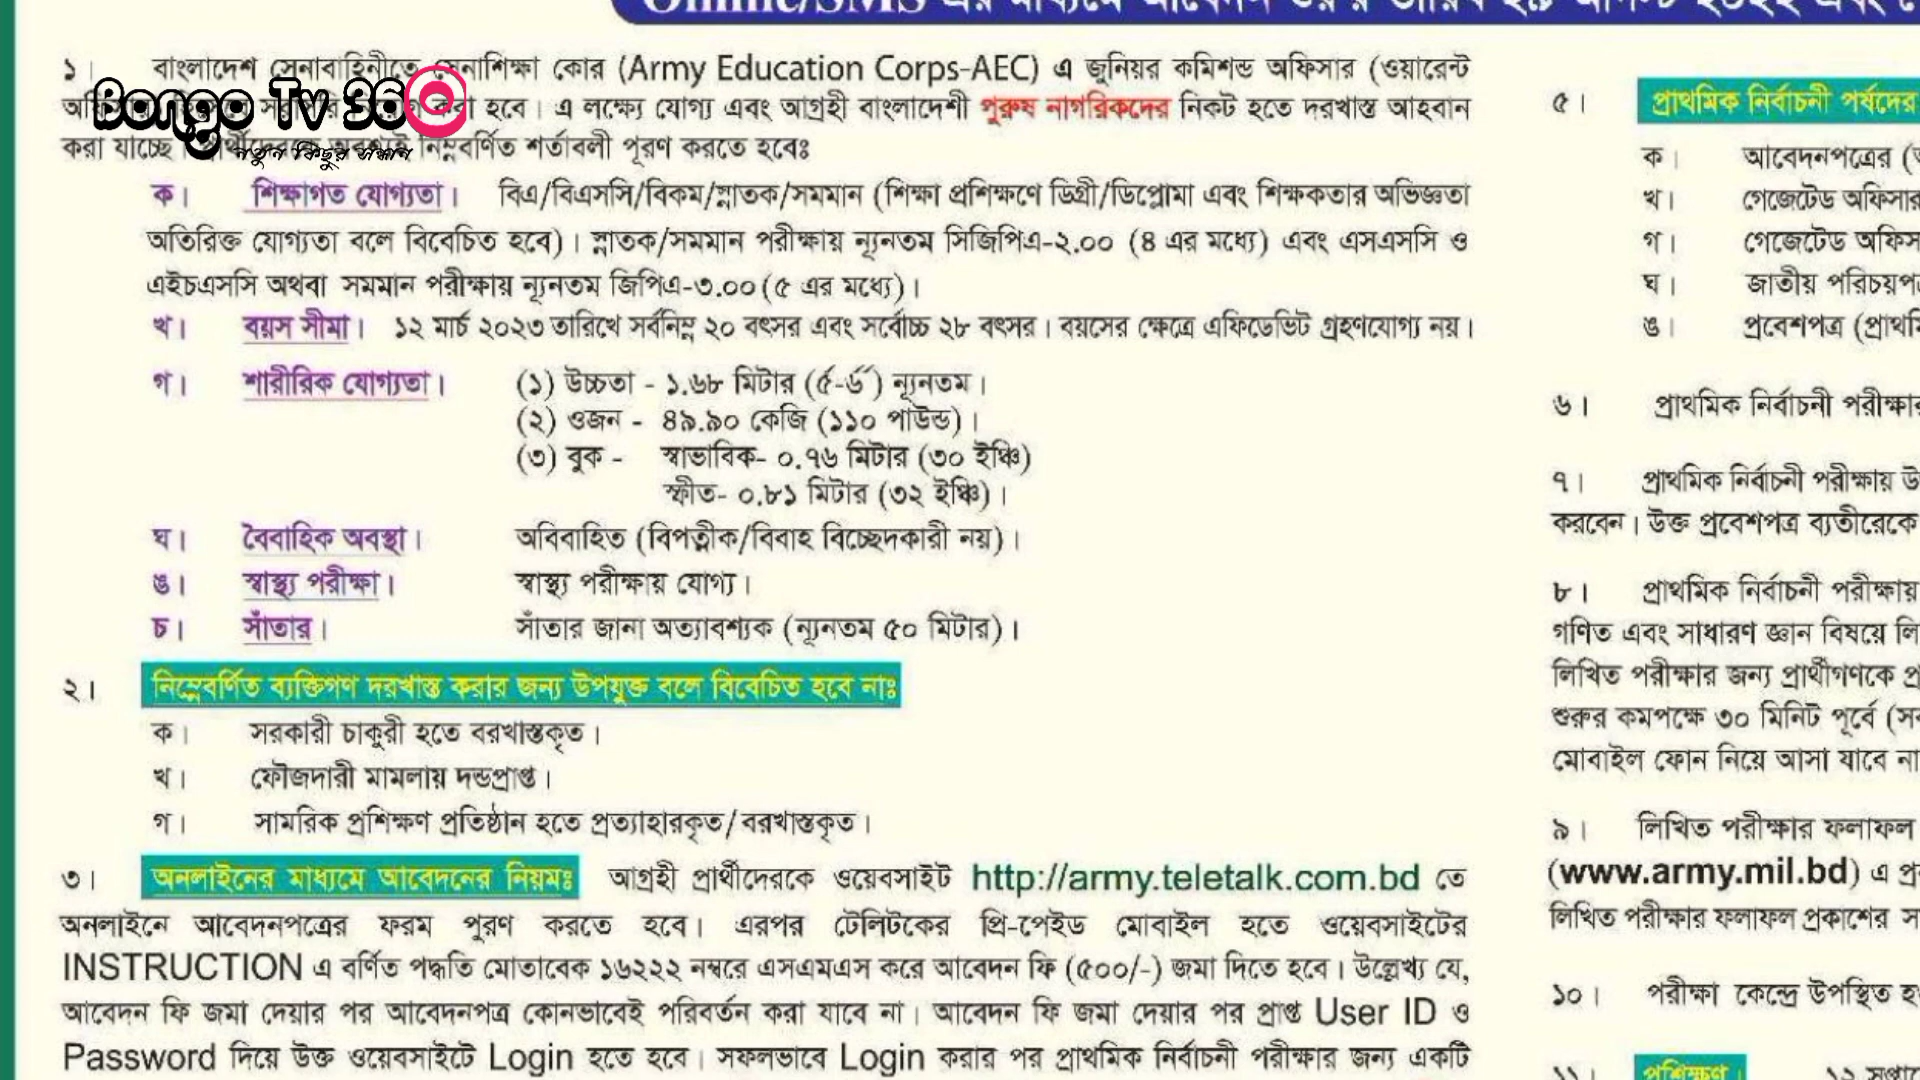 Online/SMS এর মাধ্যমে আবেদন
Bongo Tv 360
নতুন কিছুর সন্ধান
১। বাংলাদেশ সেনাবাহিনীতে সেনাশিক্ষা কোর (Army Education Corps-AEC) এ জুনিয়র কমিশন্ড অফিসার (ওয়ারেন্ট
হবে। এ লক্ষ্যে যোগ্য এবং আগ্রহী বাংলাদেশী পুরুষ নাগরিকদের নিকট হতে দরখাস্ত আহবান
করা যাচ্ছে। নিম্নবর্ণিত শর্তাবলী পূরণ করতে হবেঃ
ক। শিক্ষাগত যোগ্যতা। বিএ/বিএসসি/বিকম/স্নাতক/সমমান (শিক্ষা প্রশিক্ষণে ডিগ্রী/ডিপ্লোমা এবং শিক্ষকতার অভিজ্ঞতা
অতিরিক্ত যোগ্যতা বলে বিবেচিত হবে)। স্নাতক/সমমান পরীক্ষায় ন্যূনতম সিজিপিএ-২.০০ (৪ এর মধ্যে) এবং এসএসসি ও
এইচএসসি অথবা সমমান পরীক্ষায় ন্যূনতম জিপিএ-৩.০০ (৫ এর মধ্যে)।
খ। বয়স সীমা। ১২ মার্চ ২০২৩ তারিখে সর্বনিম্ন ২০ বৎসর এবং সর্বোচ্চ ২৮ বৎসর। বয়সের ক্ষেত্রে এফিডেভিট গ্রহণযোগ্য নয়।
গ। শারীরিক যোগ্যতা। (১) উচ্চতা - ১.৬৮ মিটার (৫′-৬″) ন্যূনতম।
(২) ওজন - ৪৯.৯০ কেজি (১১০ পাউন্ড)।
(৩) বুক - স্বাভাবিক- ০.৭৬ মিটার (৩০ ইঞ্চি)
স্ফীত- ০.৮১ মিটার (৩২ ইঞ্চি)।
ঘ। বৈবাহিক অবস্থা। অবিবাহিত (বিপত্নীক/বিবাহ বিচ্ছেদকারী নয়)।
ঙ। স্বাস্থ্য পরীক্ষা। স্বাস্থ্য পরীক্ষায় যোগ্য।
চ। সাঁতার। সাঁতার জানা অত্যাবশ্যক (ন্যূনতম ৫০ মিটার)।
২। নিম্নেবর্ণিত ব্যক্তিগণ দরখাস্ত করার জন্য উপযুক্ত বলে বিবেচিত হবে নাঃ
ক। সরকারী চাকুরী হতে বরখাস্তকৃত।
খ। ফৌজদারী মামলায় দন্ডপ্রাপ্ত।
গ। সামরিক প্রশিক্ষণ প্রতিষ্ঠান হতে প্রত্যাহারকৃত/বরখাস্তকৃত।
৩। অনলাইনের মাধ্যমে আবেদনের নিয়মঃ আগ্রহী প্রার্থীদেরকে ওয়েবসাইট http://army.teletalk.com.bd তে
অনলাইনে আবেদনপত্রের ফরম পূরণ করতে হবে। এরপর টেলিটকের প্রি-পেইড মোবাইল হতে ওয়েবসাইটের
INSTRUCTION এ বর্ণিত পদ্ধতি মোতাবেক ১৬২২২ নম্বরে এসএমএস করে আবেদন ফি (৫০০/-) জমা দিতে হবে। উল্লেখ্য যে,
আবেদন ফি জমা দেয়ার পর আবেদনপত্র কোনভাবেই পরিবর্তন করা যাবে না। আবেদন ফি জমা দেয়ার পর প্রাপ্ত User ID ও
Password দিয়ে উক্ত ওয়েবসাইটে Login হতে হবে। সফলভাবে Login করার পর প্রাথমিক নির্বাচনী পরীক্ষার জন্য একটি
৫। প্রাথমিক নির্বাচনী পর্ষদের
ক। আবেদনপত্রের
খ। গেজেটেড অফিসার
গ। গেজেটেড
ঘ। জাতীয়
ঙ। প্রবেশপত্র
৬। প্রাথমিক নির্বাচনী পরীক্ষার
৭। প্রাথমিক নির্বাচনী পরীক্ষায়
করবেন। উক্ত প্রবেশপত্র ব্যতীরেকে
৮। প্রাথমিক নির্বাচনী পরীক্ষায়
গণিত এবং সাধারণ জ্ঞান বিষয়ে
লিখিত পরীক্ষার জন্য প্রার্থীগণকে
শুরুর কমপক্ষে ৩০ মিনিট পূর্বে
মোবাইল ফোন নিয়ে আসা যাবে না
৯। লিখিত পরীক্ষার ফলাফল
(www.army.mil.bd) এ
লিখিত পরীক্ষার ফলাফল প্রকাশের
১০। পরীক্ষা কেন্দ্রে উপস্থিত
১১। প্রশিক্ষণ।